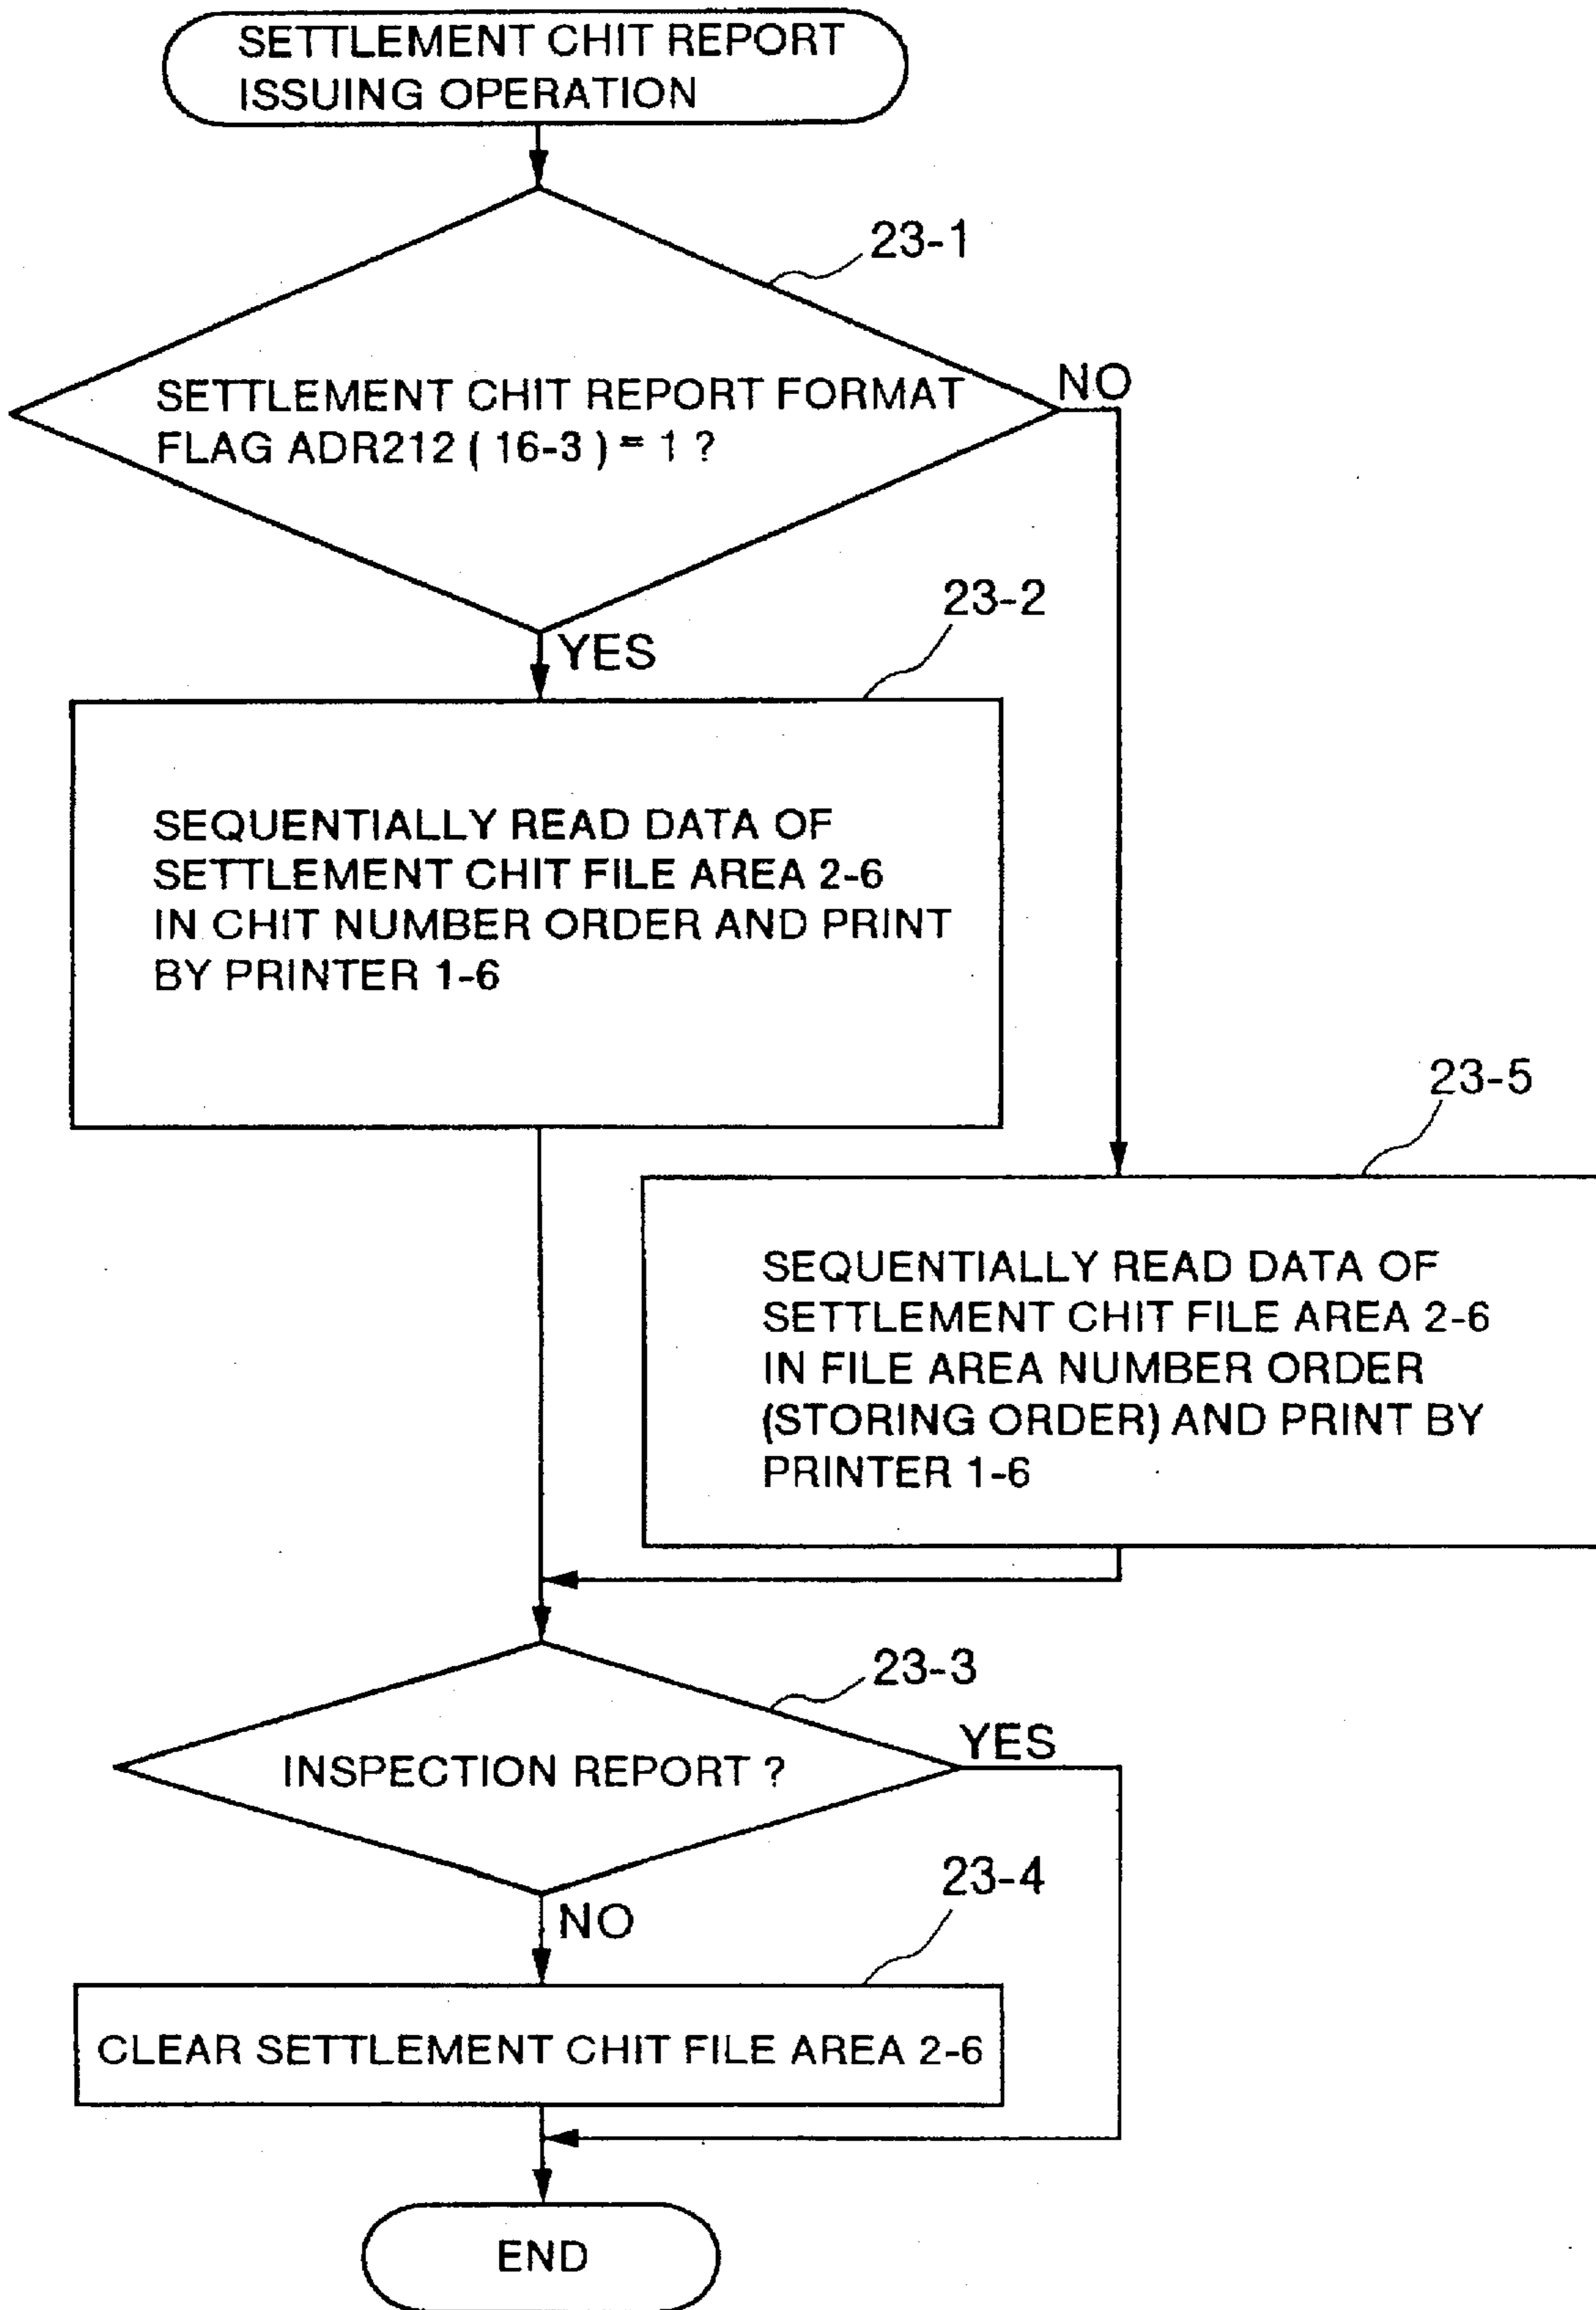 SETTLEMENT CHIT REPORT
ISSUING OPERATION
23-1
SETTLEMENT CHIT REPORT FORMAT
FLAG ADR212 ( 16-3 ) = 1 ?
NO
YES
23-2
SEQUENTIALLY READ DATA OF
SETTLEMENT CHIT FILE AREA 2-6
IN CHIT NUMBER ORDER AND PRINT
BY PRINTER 1-6
23-5
SEQUENTIALLY READ DATA OF
SETTLEMENT CHIT FILE AREA 2-6
IN FILE AREA NUMBER ORDER
(STORING ORDER) AND PRINT BY
PRINTER 1-6
23-3
INSPECTION REPORT ?
YES
NO
23-4
CLEAR SETTLEMENT CHIT FILE AREA 2-6
END